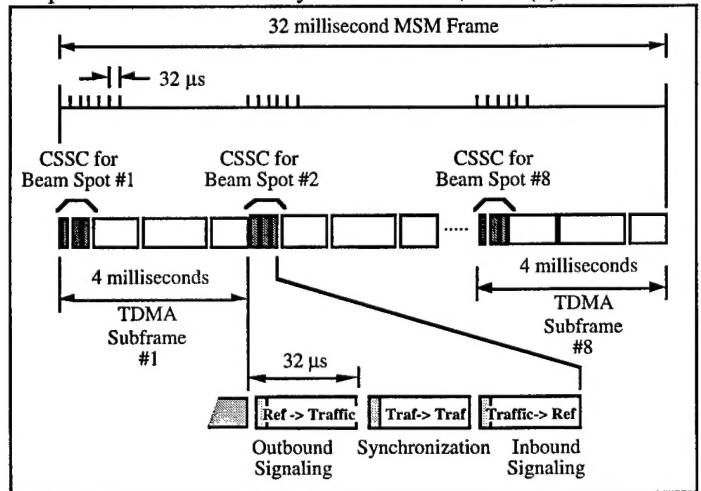 32 millisecond MSM Frame
32 µs
CSSC for
Beam Spot #1
CSSC for
Beam Spot #2
CSSC for
Beam Spot #8
4 milliseconds
TDMA
Subframe
#1
4 milliseconds
TDMA
Subframe
#8
32 µs
Ref -> Traffic
Traf-> Traf
Traffic-> Ref
Outbound
Signaling
Synchronization
Inbound
Signaling